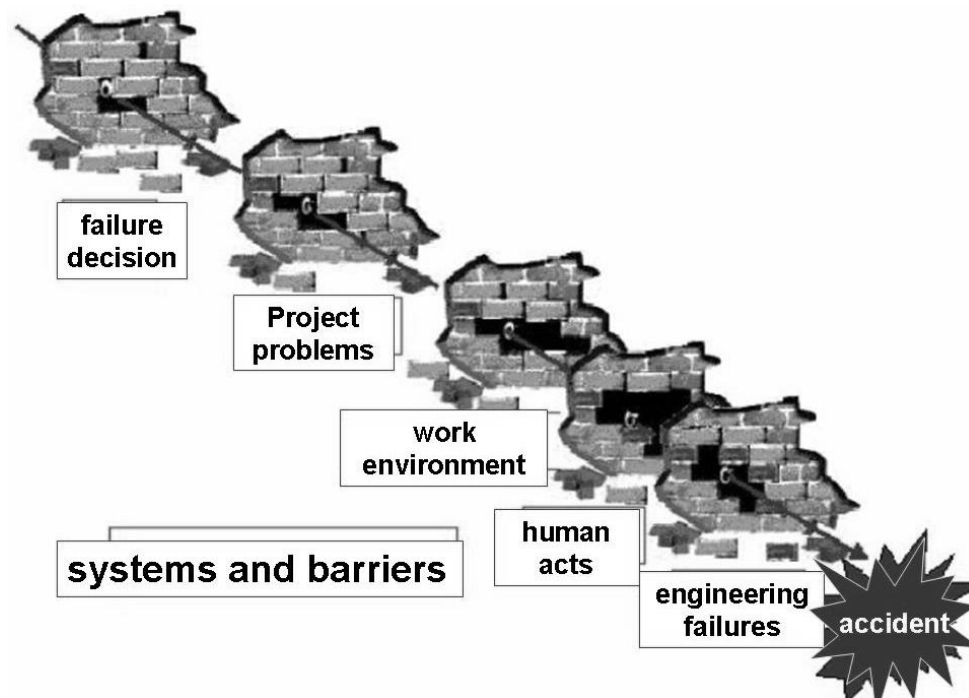 failure
decision
Project
problems
work
environment
human
acts
systems and barriers
engineering
failures
accident